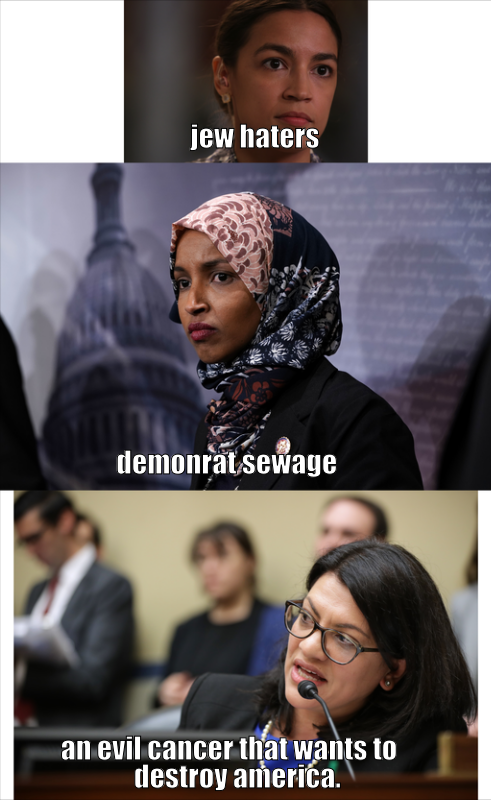 jew haters
demonrat sewage
an evil cancer that wants to
destroy america.